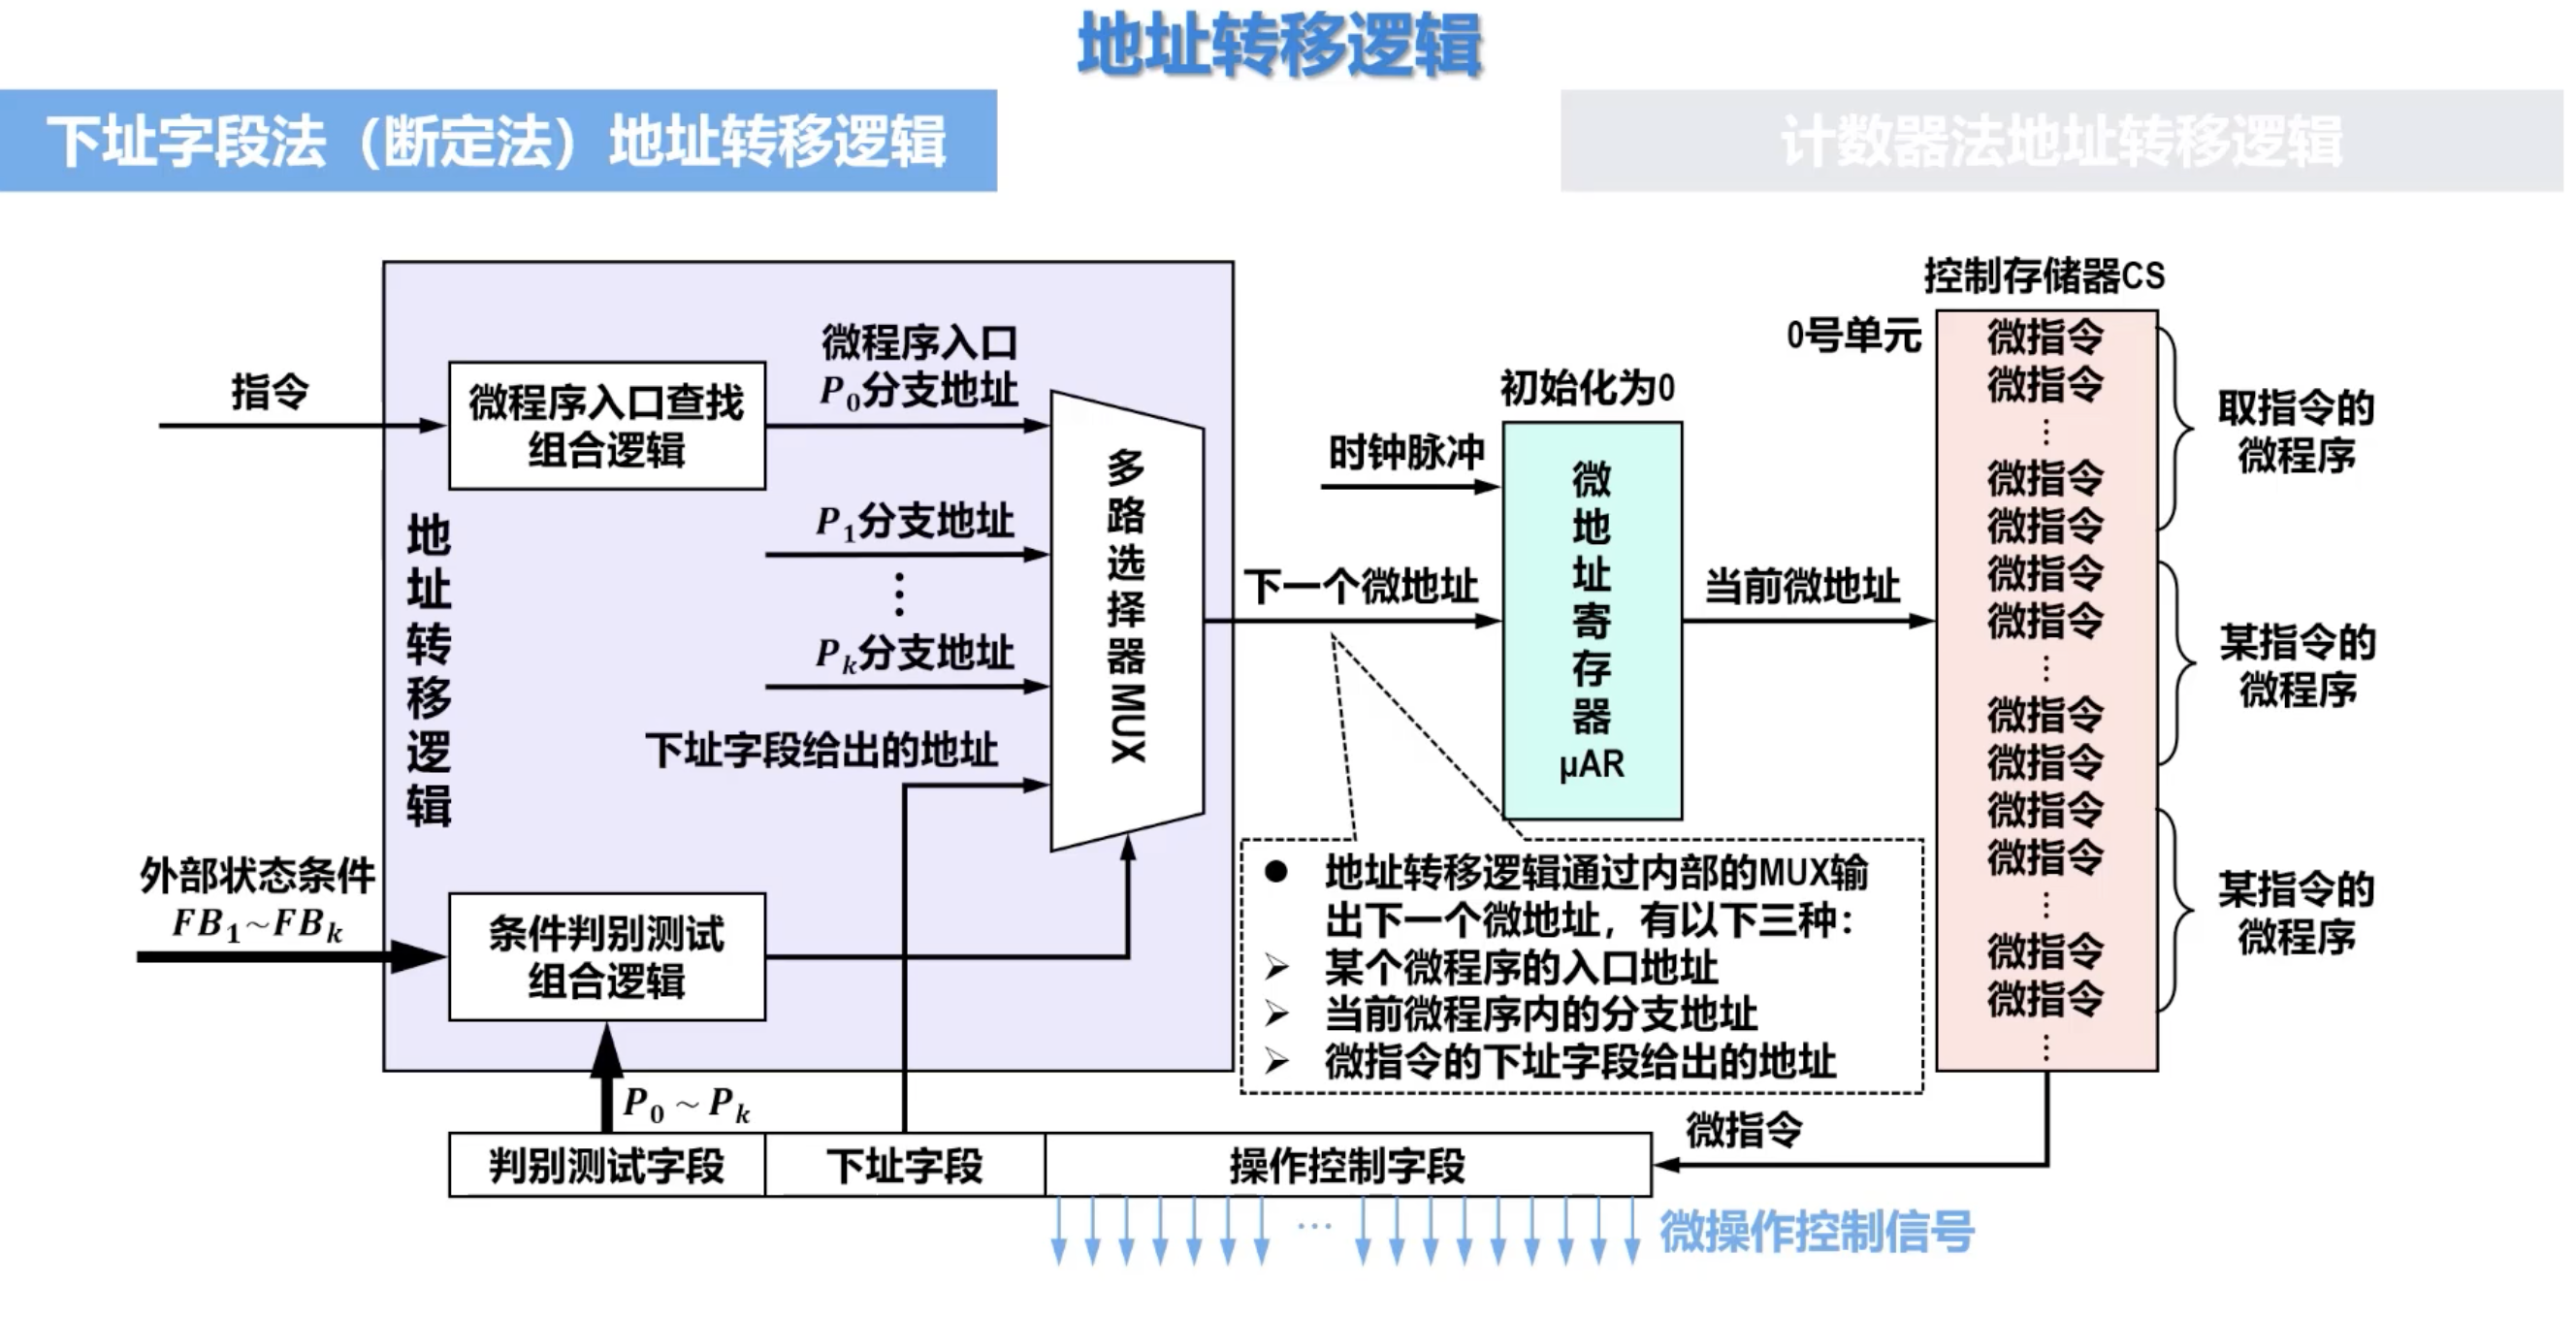 地址转移逻辑
下址字段法（断定法）地址转移逻辑
计数器法地址转移逻辑
指令
微程序入口查找
组合逻辑
微程序入口
P0分支地址
P1分支地址
⋮
Pk分支地址
下址字段给出的地址
地址转移逻辑
多路选择器MUX
外部状态条件
FB1~FBk
条件判别测试
组合逻辑
P0 ~ Pk
判别测试字段
下址字段
操作控制字段
…
微操作控制信号
微指令
时钟脉冲
下一个微地址
初始化为0
微地址寄存器
μAR
当前微地址
● 地址转移逻辑通过内部的MUX输
出下一个微地址，有以下三种：
➢ 某个微程序的入口地址
➢ 当前微程序内的分支地址
➢ 微指令的下址字段给出的地址
控制存储器CS
0号单元
微指令
微指令
⋮
微指令
微指令
微指令
微指令
⋮
微指令
微指令
微指令
微指令
⋮
微指令
微指令
⋮
取指令的
微程序
某指令的
微程序
某指令的
微程序